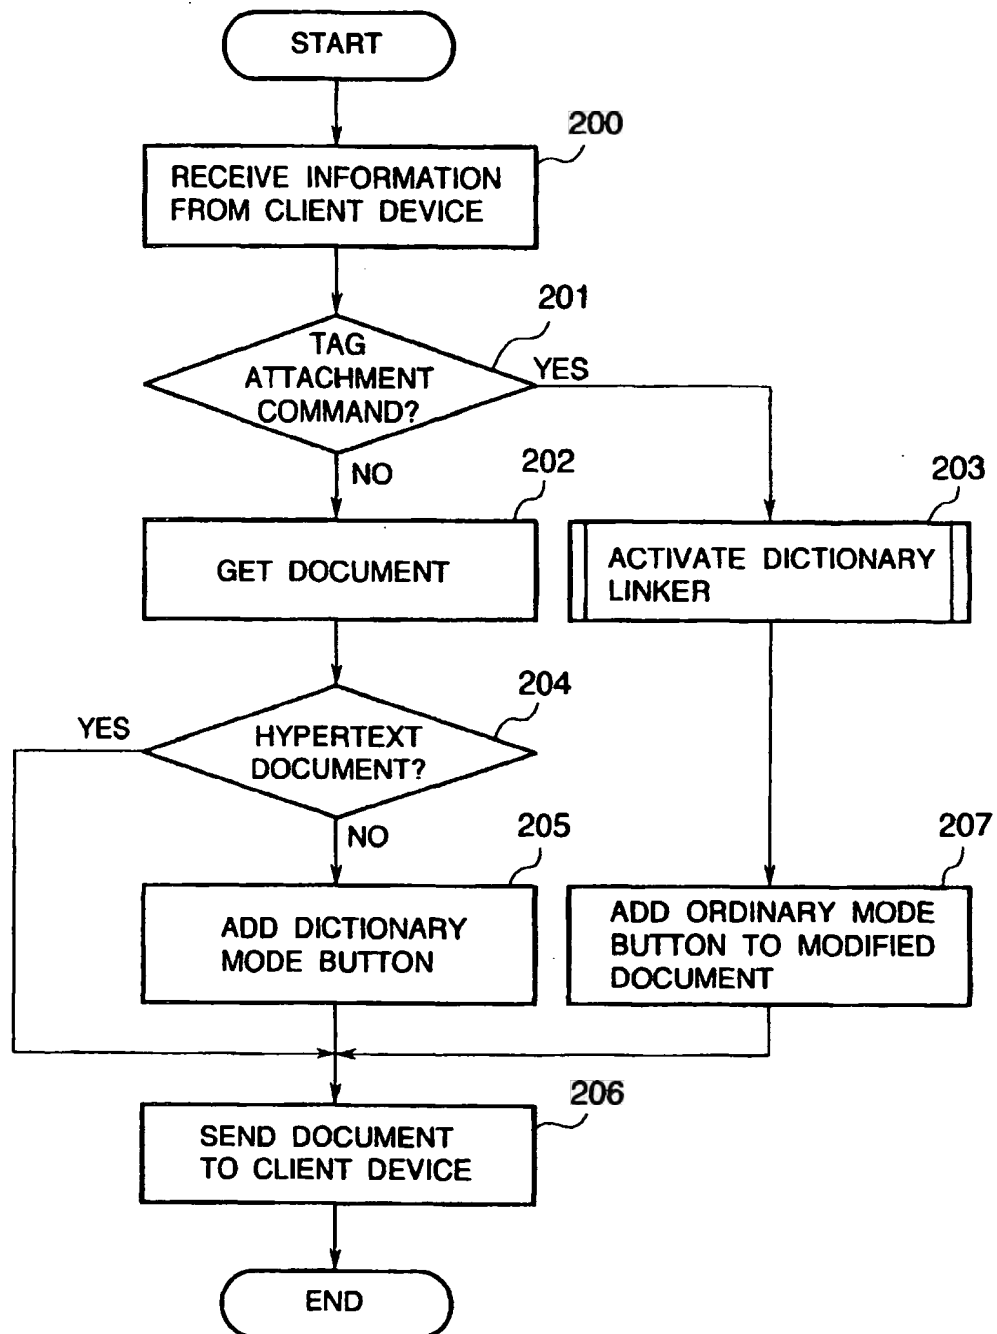 START
200
RECEIVE INFORMATION
FROM CLIENT DEVICE
201
TAG
ATTACHMENT
COMMAND?
YES
NO
202
203
GET DOCUMENT
ACTIVATE DICTIONARY
LINKER
204
YES
HYPERTEXT
DOCUMENT?
NO
205
207
ADD DICTIONARY
MODE BUTTON
ADD ORDINARY MODE
BUTTON TO MODIFIED
DOCUMENT
206
SEND DOCUMENT
TO CLIENT DEVICE
END